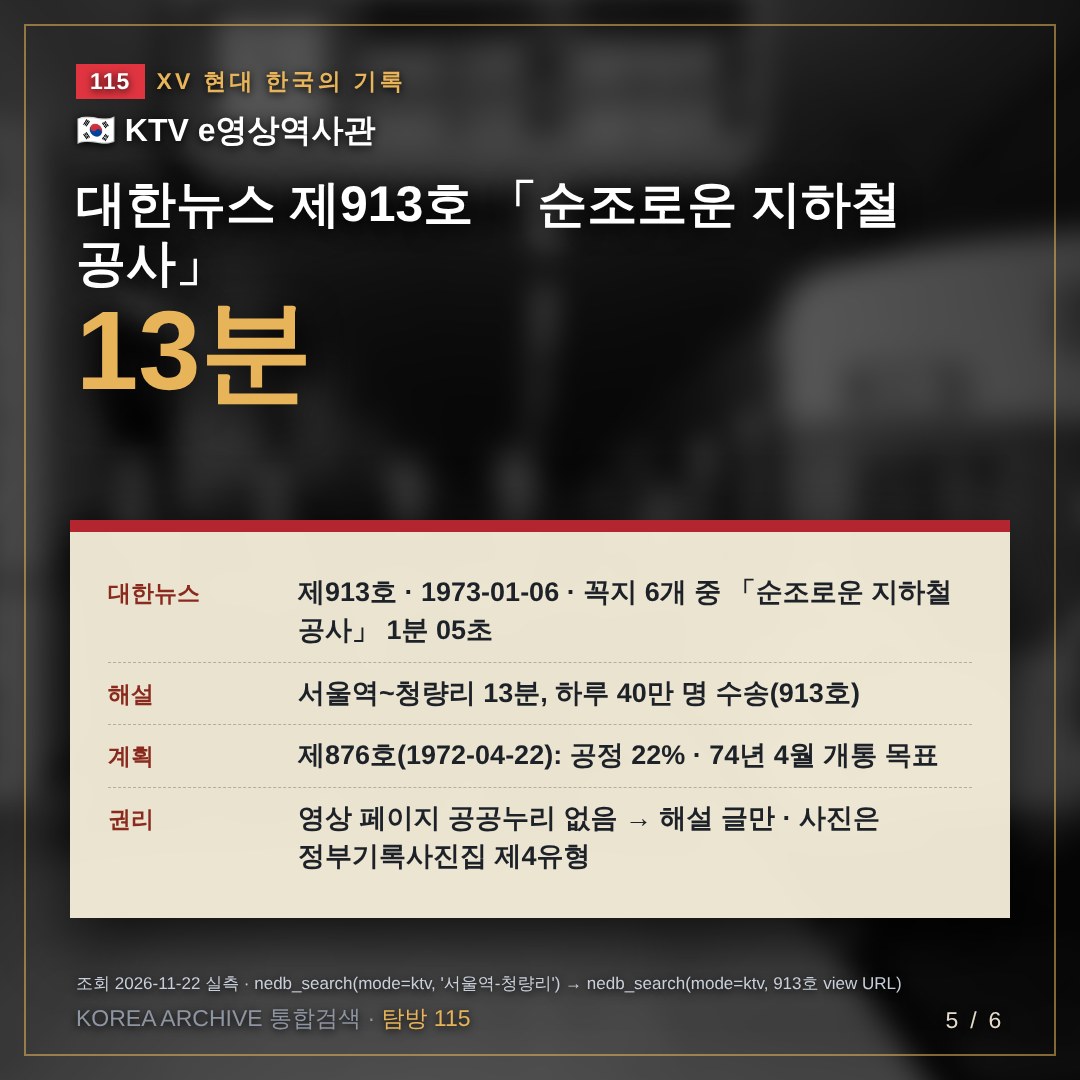 115 XV 현대 한국의 기록
🇰🇷 KTV e영상역사관
대한뉴스 제913호 「순조로운 지하철
공사」
13분
대한뉴스 제913호 · 1973-01-06 · 꼭지 6개 중 「순조로운 지하철
공사」 1분 05초
해설 서울역~청량리 13분, 하루 40만 명 수송(913호)
계획 제876호(1972-04-22): 공정 22% · 74년 4월 개통 목표
권리 영상 페이지 공공누리 없음 → 해설 글만 · 사진은
정부기록사진집 제4유형
조회 2026-11-22 실측 · nedb_search(mode=ktv, '서울역-청량리') → nedb_search(mode=ktv, 913호 view URL)
KOREA ARCHIVE 통합검색 · 탐방 115
5 / 6